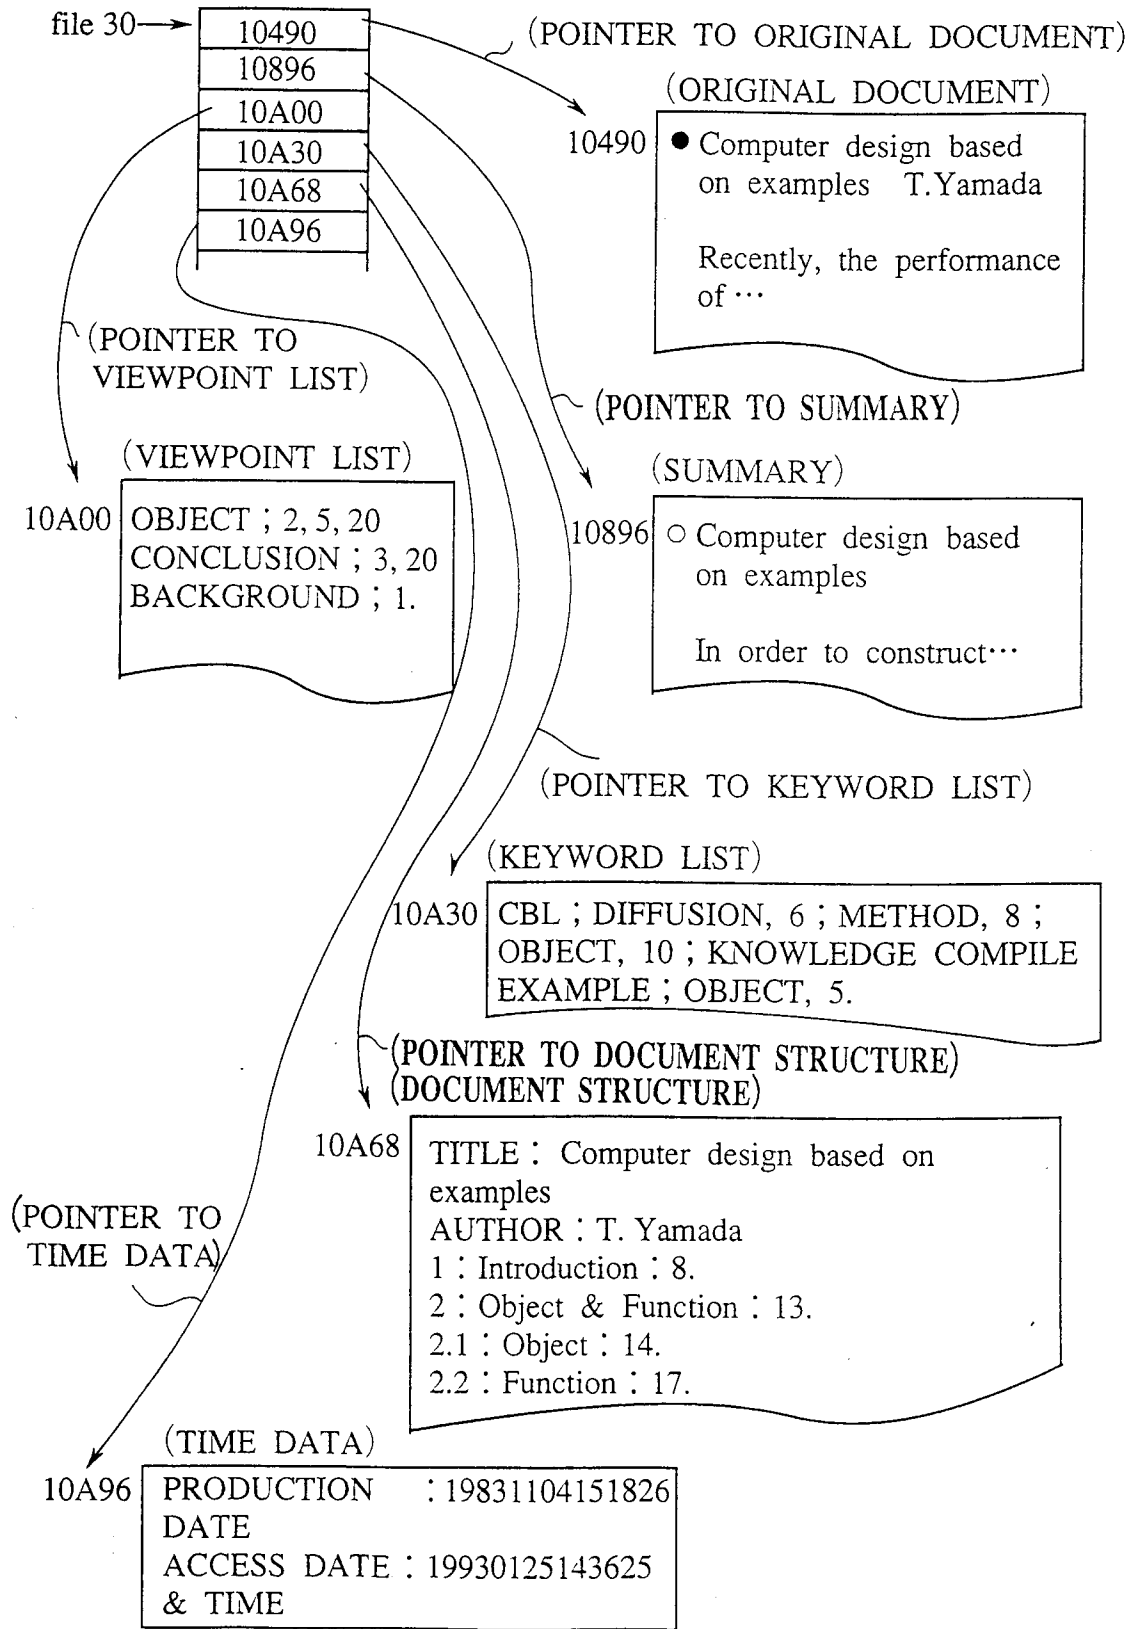 file 30
10490
10896
10A00
10A30
10A68
10A96
(POINTER TO ORIGINAL DOCUMENT)
(ORIGINAL DOCUMENT)
10490
● Computer design based
on examples T.Yamada
Recently, the performance
of ···
(POINTER TO
VIEWPOINT LIST)
(POINTER TO SUMMARY)
(VIEWPOINT LIST)
10A00
OBJECT ; 2, 5, 20
CONCLUSION ; 3, 20
BACKGROUND ; 1.
(SUMMARY)
10896
○ Computer design based
on examples
In order to construct···
(POINTER TO KEYWORD LIST)
(KEYWORD LIST)
10A30
CBL ; DIFFUSION, 6 ; METHOD, 8 ;
OBJECT, 10 ; KNOWLEDGE COMPILE
EXAMPLE ; OBJECT, 5.
(POINTER TO DOCUMENT STRUCTURE)
(DOCUMENT STRUCTURE)
10A68
TITLE : Computer design based on
examples
AUTHOR : T. Yamada
1 : Introduction : 8.
2 : Object & Function : 13.
2.1 : Object : 14.
2.2 : Function : 17.
(POINTER TO
TIME DATA)
(TIME DATA)
10A96
PRODUCTION : 19831104151826
DATE
ACCESS DATE : 19930125143625
& TIME